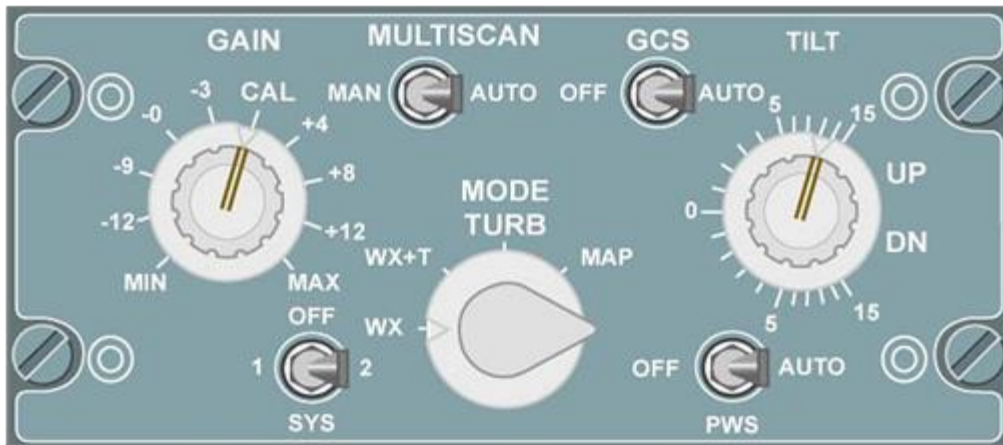 GAIN
MULTISCAN
GCS
TILT
MAN
AUTO
OFF
AUTO
-3
CAL
-0
+4
-9
+8
-12
+12
MIN
MAX
5
15
0
UP
DN
5
15
MODE
TURB
WX+T
MAP
WX
OFF
1
2
SYS
OFF
AUTO
PWS